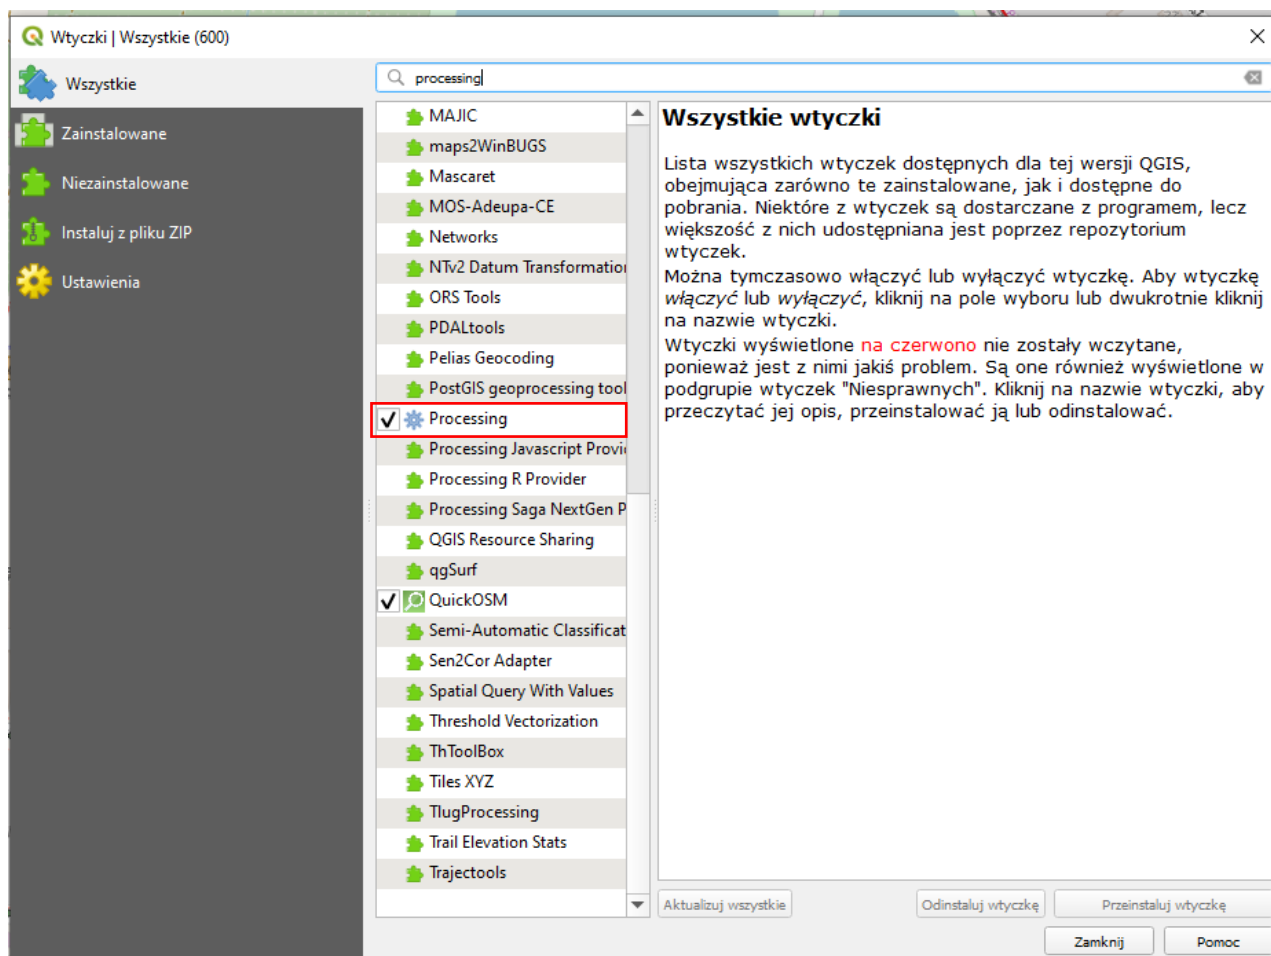 Wtyczki | Wszystkie (600)
Wszystkie
Zainstalowane
Niezainstalowane
Instaluj z pliku ZIP
Ustawienia
processing
MAJIC
maps2WinBUGS
Mascaret
MOS-Adeupa-CE
Networks
NTv2 Datum Transformation
ORS Tools
PDALtools
Pelias Geocoding
PostGIS geoprocessing tool
Processing
Processing Javascript Provi
Processing R Provider
Processing Saga NextGen P
QGIS Resource Sharing
qgSurf
QuickOSM
Semi-Automatic Classificat
Sen2Cor Adapter
Spatial Query With Values
Threshold Vectorization
ThToolBox
Tiles XYZ
TlugProcessing
Trail Elevation Stats
Trajectools
Wszystkie wtyczki
Lista wszystkich wtyczek dostępnych dla tej wersji QGIS,
obejmująca zarówno te zainstalowane, jak i dostępne do
pobrania. Niektóre z wtyczek są dostarczane z programem, lecz
większość z nich udostępniana jest poprzez repozytorium
wtyczek.
Można tymczasowo włączyć lub wyłączyć wtyczkę. Aby wtyczkę
włączyć lub wyłączyć, kliknij na pole wyboru lub dwukrotnie kliknij
na nazwie wtyczki.
Wtyczki wyświetlone na czerwono nie zostały wczytane,
ponieważ jest z nimi jakiś problem. Są one również wyświetlone w
podgrupie wtyczek "Niesprawnych". Kliknij na nazwie wtyczki, aby
przeczytać jej opis, przeinstalować ją lub odinstalować.
Aktualizuj wszystkie
Odinstaluj wtyczkę
Przeinstaluj wtyczkę
Zamknij
Pomoc